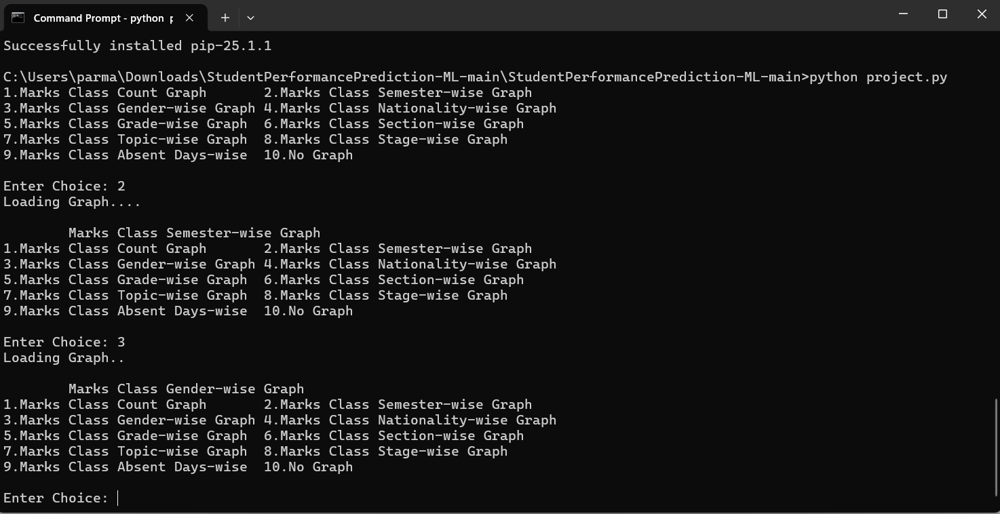 Command Prompt - python p
Successfully installed pip-25.1.1
C:\Users\parma\Downloads\StudentPerformancePrediction-ML-main\StudentPerformancePrediction-ML-main>python project.py
1.Marks Class Count Graph       2.Marks Class Semester-wise Graph
3.Marks Class Gender-wise Graph 4.Marks Class Nationality-wise Graph
5.Marks Class Grade-wise Graph  6.Marks Class Section-wise Graph
7.Marks Class Topic-wise Graph  8.Marks Class Stage-wise Graph
9.Marks Class Absent Days-wise  10.No Graph
Enter Choice: 2
Loading Graph....
        Marks Class Semester-wise Graph
1.Marks Class Count Graph       2.Marks Class Semester-wise Graph
3.Marks Class Gender-wise Graph 4.Marks Class Nationality-wise Graph
5.Marks Class Grade-wise Graph  6.Marks Class Section-wise Graph
7.Marks Class Topic-wise Graph  8.Marks Class Stage-wise Graph
9.Marks Class Absent Days-wise  10.No Graph
Enter Choice: 3
Loading Graph..
        Marks Class Gender-wise Graph
1.Marks Class Count Graph       2.Marks Class Semester-wise Graph
3.Marks Class Gender-wise Graph 4.Marks Class Nationality-wise Graph
5.Marks Class Grade-wise Graph  6.Marks Class Section-wise Graph
7.Marks Class Topic-wise Graph  8.Marks Class Stage-wise Graph
9.Marks Class Absent Days-wise  10.No Graph
Enter Choice: